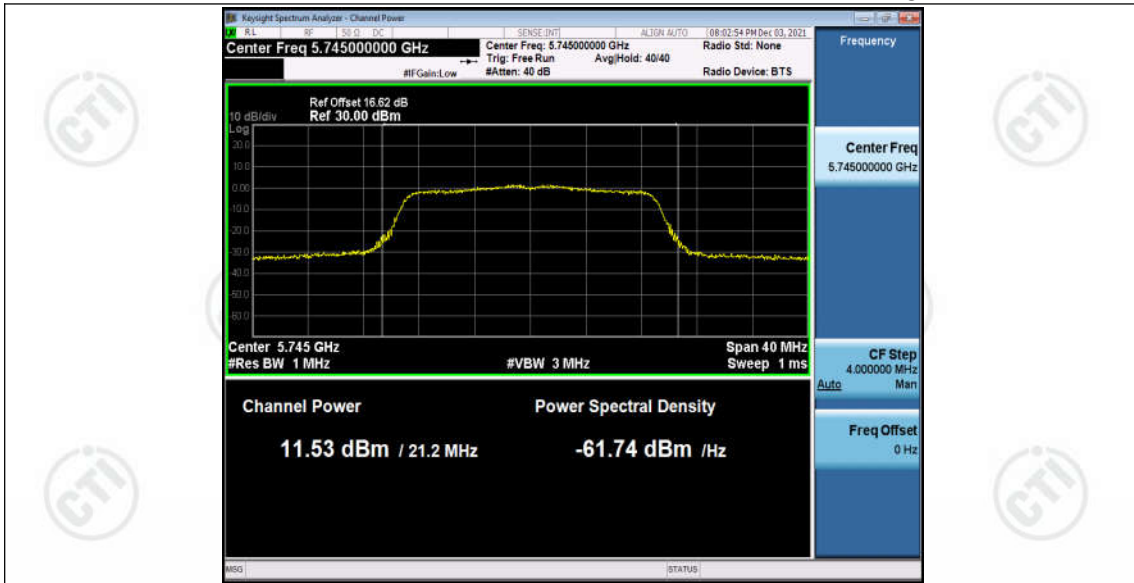 Keysight Spectrum Analyzer - Channel Power
RL RF 50 Ω DC SENSE:INT ALIGN AUTO 08:02:54 PM Dec 03, 2021
Center Freq 5.745000000 GHz
Center Freq: 5.745000000 GHz Radio Std: None
Trig: Free Run Avg|Hold: 40/40
#IFGain:Low #Atten: 40 dB Radio Device: BTS
Ref Offset 16.62 dB
10 dB/div Ref 30.00 dBm
Log
20.0
10.0
0.00
-10.0
-20.0
-30.0
-40.0
-50.0
-60.0
Center 5.745 GHz Span 40 MHz
#Res BW 1 MHz #VBW 3 MHz Sweep 1 ms
Channel Power Power Spectral Density
11.53 dBm / 21.2 MHz -61.74 dBm /Hz
MSG STATUS
Frequency
Center Freq
5.745000000 GHz
CF Step
4.000000 MHz
Auto Man
Freq Offset
0 Hz
CTI
CTI
CTI
CTI